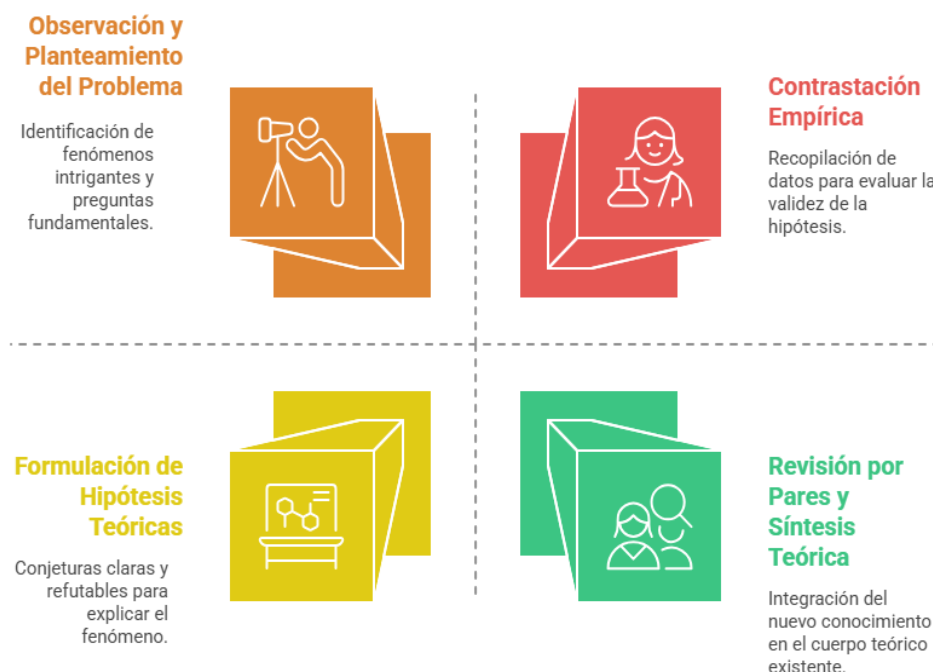 Observación y
Planteamiento
del Problema
Identificación de
fenómenos
intrigantes y
preguntas
fundamentales.
Contrastación
Empírica
Recopilación de
datos para evaluar la
validez de la
hipótesis.
Formulación de
Hipótesis
Teóricas
Conjeturas claras y
refutables para
explicar el
fenómeno.
Revisión por
Pares y
Síntesis
Teórica
Integración del
nuevo conocimiento
en el cuerpo teórico
existente.